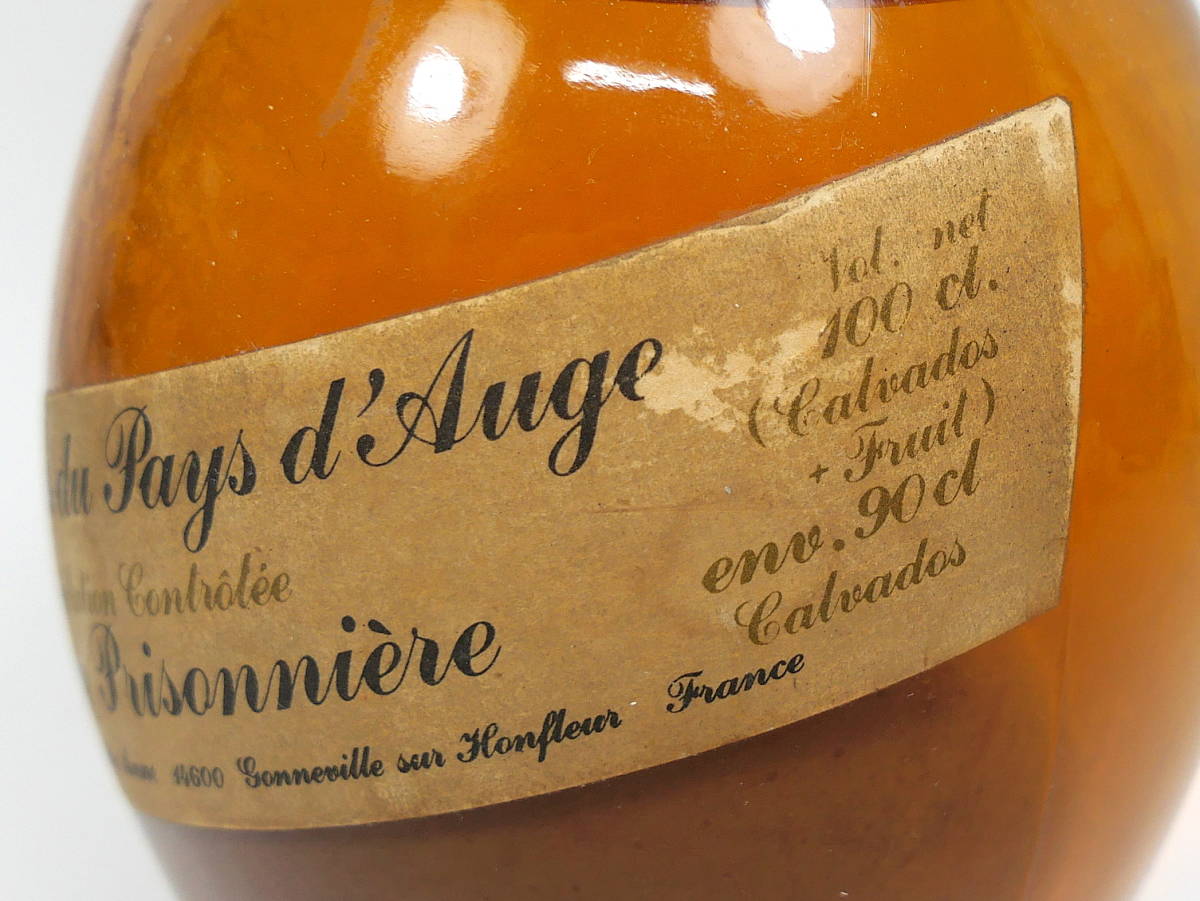 du Pays d'Auge
Contrôlée
Prisonnière
14600 Gonneville sur Honfleur France
Vol. net
100 cl.
(Calvados
+ Fruit)
env. 90 cl
Calvados